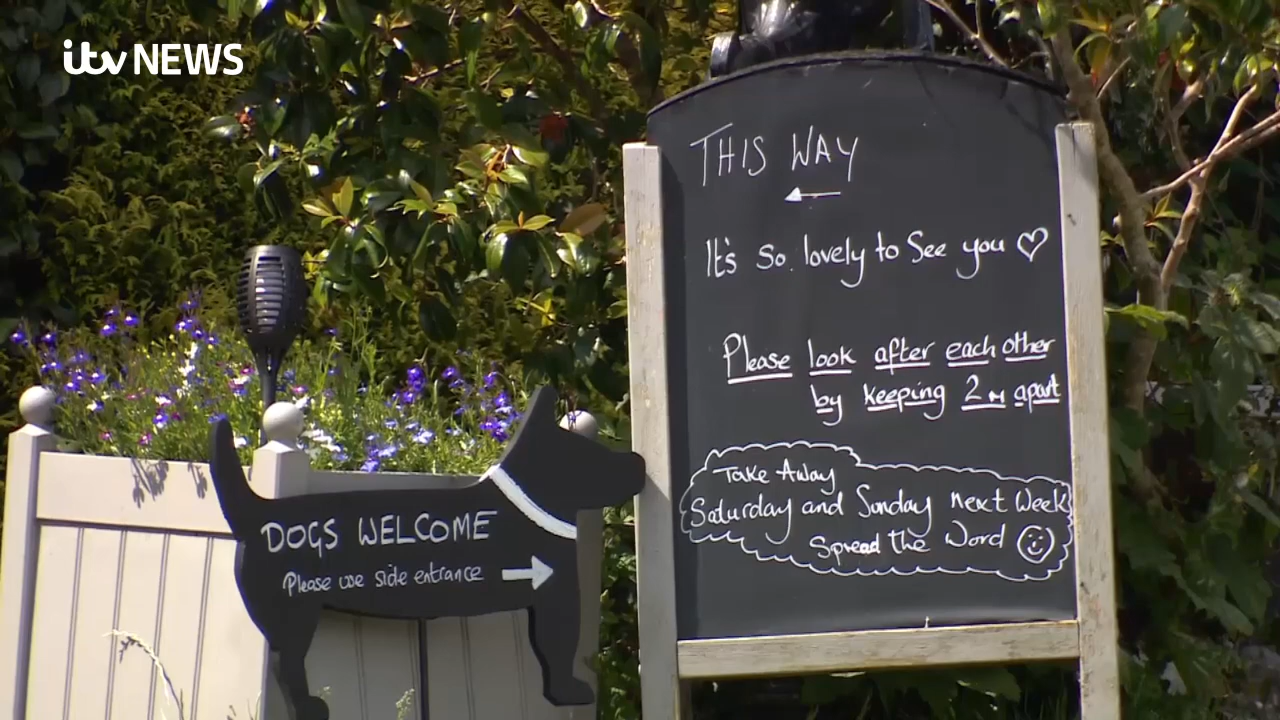 itv NEWS
THIS WAY
It's So lovely to See you
Please look after each other
by keeping 2m apart
Take Away
Saturday and Sunday next Week
Spread the Word
DOGS WELCOME
Please use side entrance